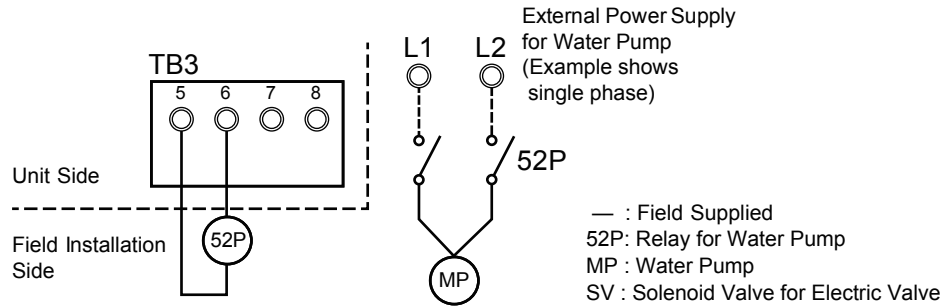 External Power Supply
for Water Pump
(Example shows
single phase)
L1 L2
TB3
5 6 7 8
52P
Unit Side
Field Installation
Side
52P
MP
— : Field Supplied
52P: Relay for Water Pump
MP : Water Pump
SV : Solenoid Valve for Electric Valve